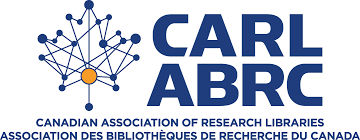 CARL
ABRC
CANADIAN ASSOCIATION OF RESEARCH LIBRARIES
ASSOCIATION DES BIBLIOTHÈQUES DE RECHERCHE DU CANADA